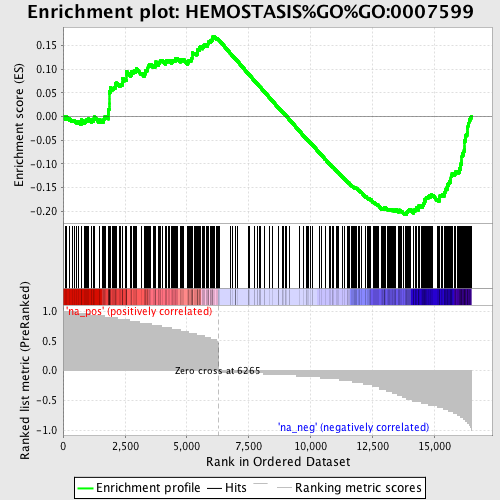 Enrichment plot: HEMOSTASIS%GO%GO:0007599
Enrichment score (ES)
0.15
0.10
0.05
0.00
-0.05
-0.10
-0.15
-0.20
Ranked list metric (PreRanked)
1.0
0.5
0.0
-0.5
-1.0
'na_pos' (positively correlated)
Zero cross at 6265
'na_neg' (negatively correlated)
0
2,500
5,000
7,500
10,000
12,500
15,000
Rank in Ordered Dataset
Enrichment profile
Hits
Ranking metric scores